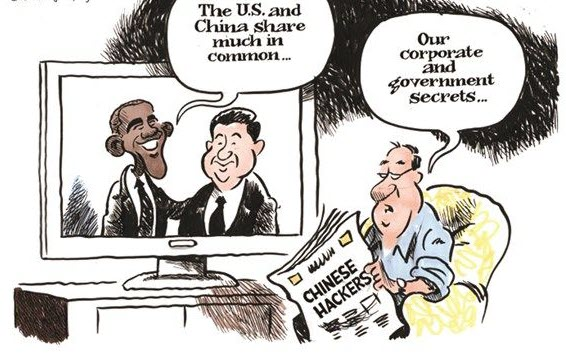 The U.S. and
China share
much in
common...
Our
corporate
and
government
secrets...
CHINESE
HACKERS